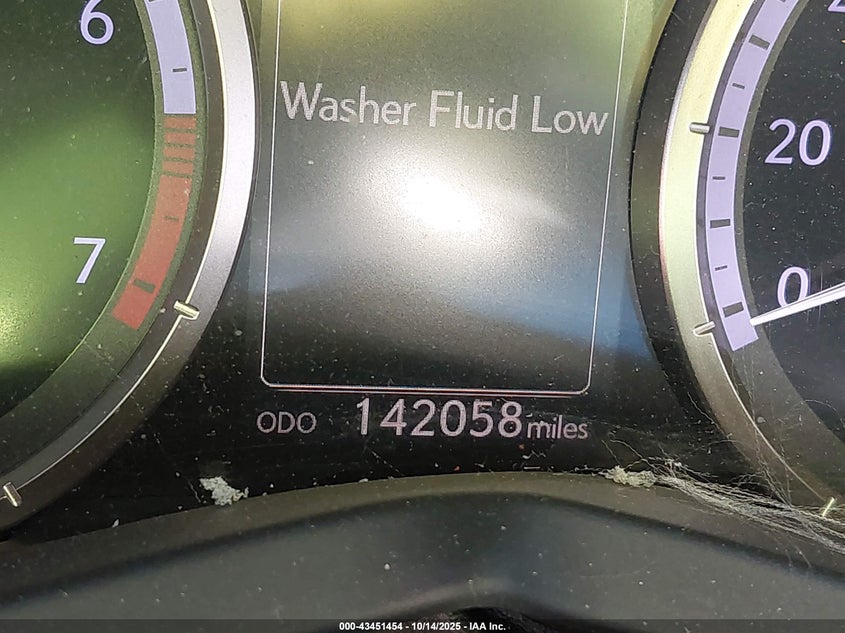 6
7
Washer Fluid Low
20
0
ODO 142058 miles
000-43451454 - 10/14/2025 - IAA Inc.